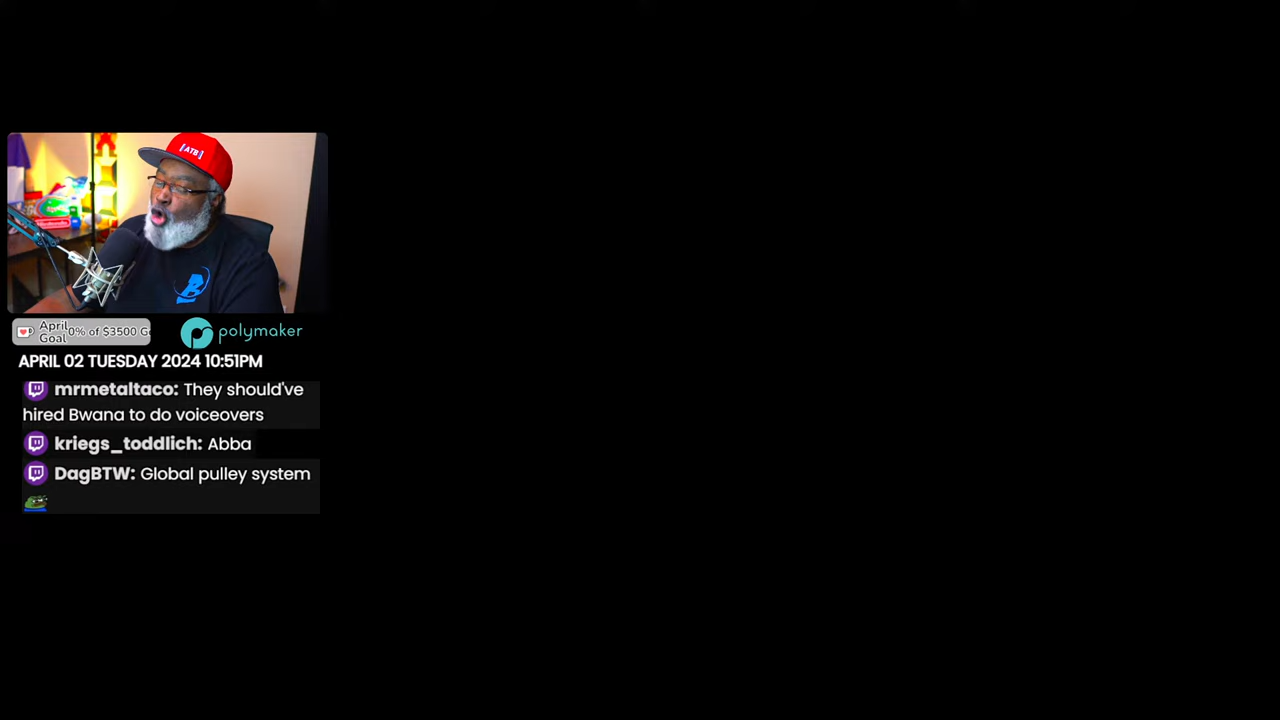 [ATB]
April
Goal
0% of $3500 G
polymaker
APRIL 02 TUESDAY 2024 10:51PM
mrmetaltaco: They should've
hired Bwana to do voiceovers
kriegs_toddlich: Abba
DagBTW: Global pulley system